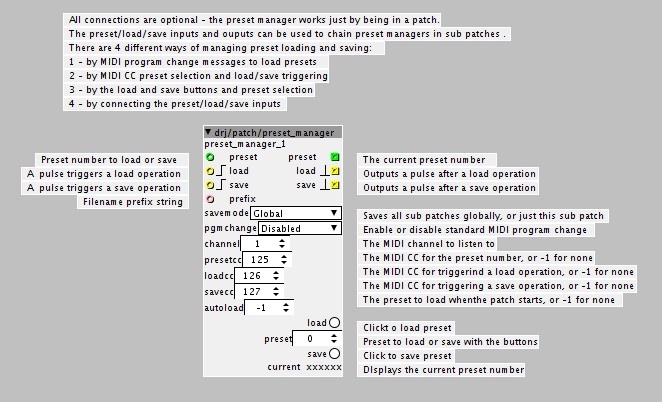 All connections are optional - the preset manager works just by being in a patch.
The preset/load/save inputs and ouputs can be used to chain preset managers in sub patches .
There are 4 different ways of managing preset loading and saving:
1 - by MIDI program change messages to load presets
2 - by MIDI CC preset selection and load/save triggering
3 - by the load and save buttons and preset selection
4 - by connecting the preset/load/save inputs
drj/patch/preset_manager
preset_manager_1
Preset number to load or save preset preset The current preset number
A pulse triggers a load operation load load Outputs a pulse after a load operation
A pulse triggers a save operation save save Outputs a pulse after a save operation
Filename prefix string prefix
savemode Global Saves all sub patches globally, or just this sub patch
pgmchange Disabled Enable or disable standard MIDI program change
channel 1 The MIDI channel to listen to
presetcc 125 The MIDI CC for the preset number, or -1 for none
loadcc 126 The MIDI CC for triggerind a load operation, or -1 for none
savecc 127 The MIDI CC for triggering a save operation, or -1 for none
autoload -1 The preset to load whenthe patch starts, or -1 for none
load Clickt o load preset
preset 0 Preset to load or save with the buttons
save Click to save preset
current xxxxxx DIsplays the current preset number